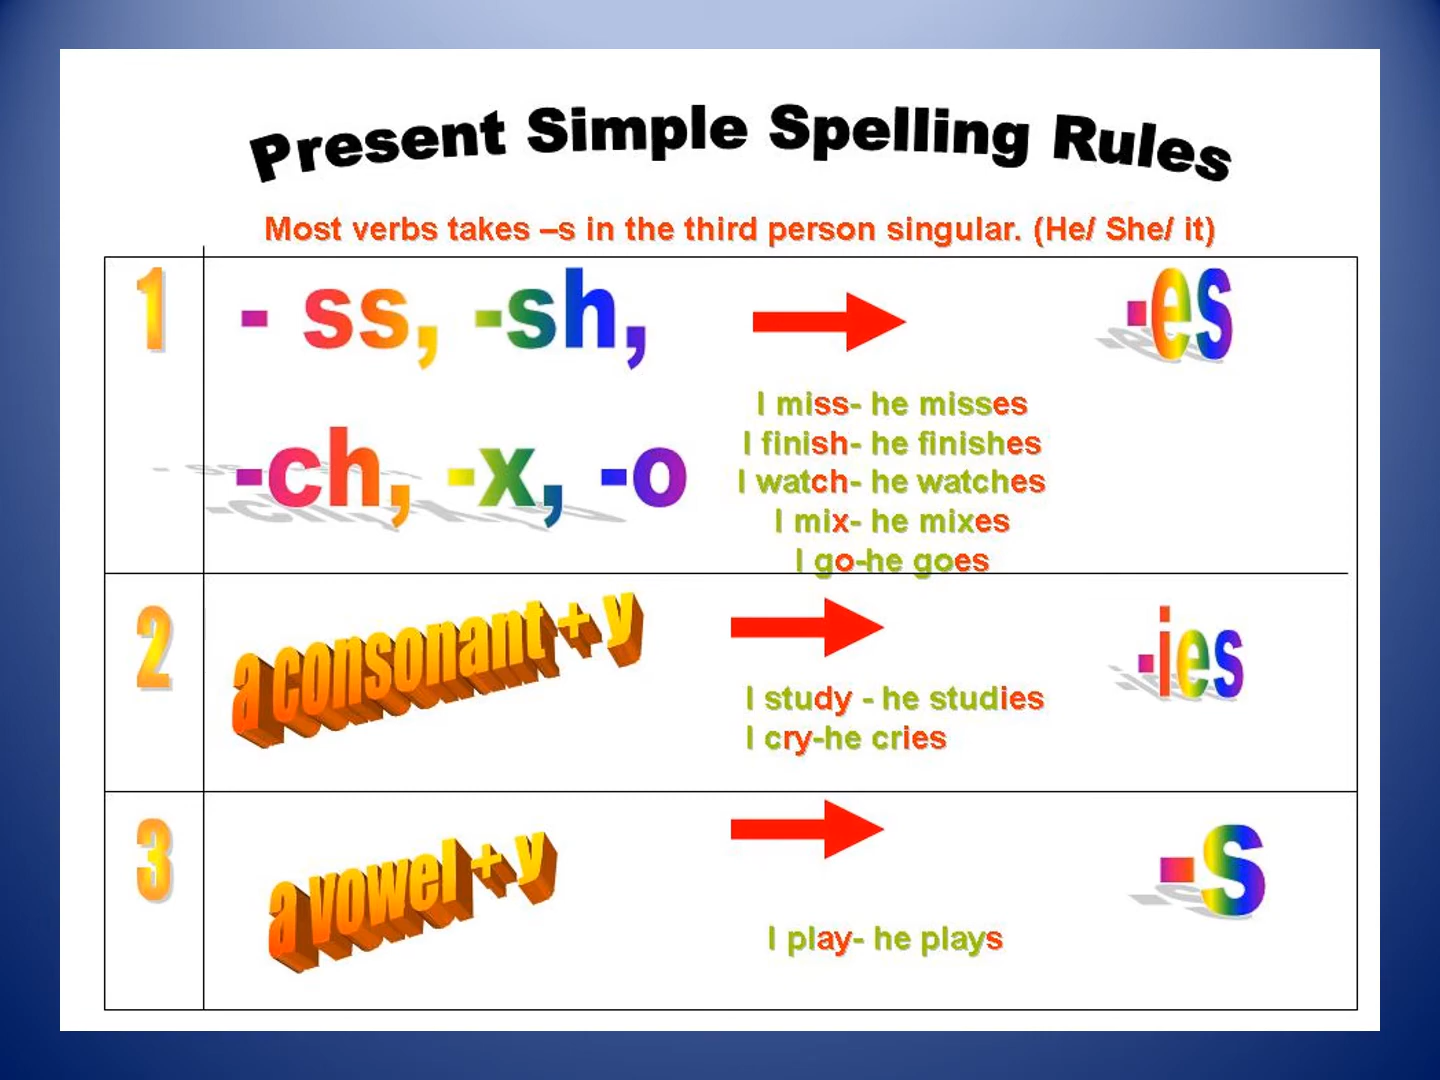 Present Simple Spelling Rules
Most verbs takes –s in the third person singular. (He/ She/ it)
1
- ss, -sh,
-ch, -x, -o
-es
I miss- he misses
I finish- he finishes
I watch- he watches
I mix- he mixes
I go-he goes
2
a consonant + y
-ies
I study - he studies
I cry-he cries
3
a vowel + y
-s
I play- he plays